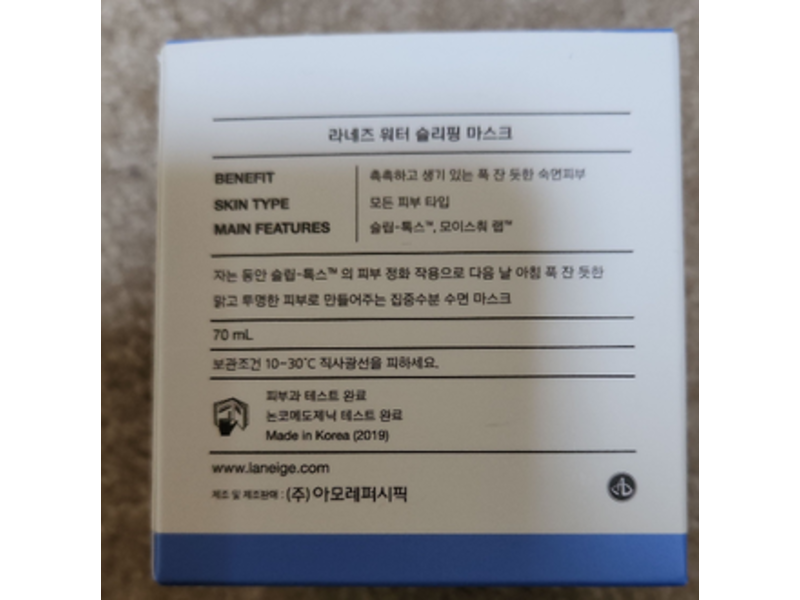 라네즈 워터 슬리핑 마스크
BENEFIT 촉촉하고 생기 있는 푹 잔 듯한 숙면피부
SKIN TYPE 모든 피부 타입
MAIN FEATURES 슬립-톡스™, 모이스춰 랩™
자는 동안 슬립-톡스™ 의 피부 정화 작용으로 다음 날 아침 푹 잔 듯한
맑고 투명한 피부로 만들어주는 집중수분 수면 마스크
70 mL
보관조건 10-30˚C 직사광선을 피하세요.
피부과 테스트 완료
논코메도제닉 테스트 완료
Made in Korea (2019)
www.laneige.com
제조 및 제조판매 : (주)아모레퍼시픽